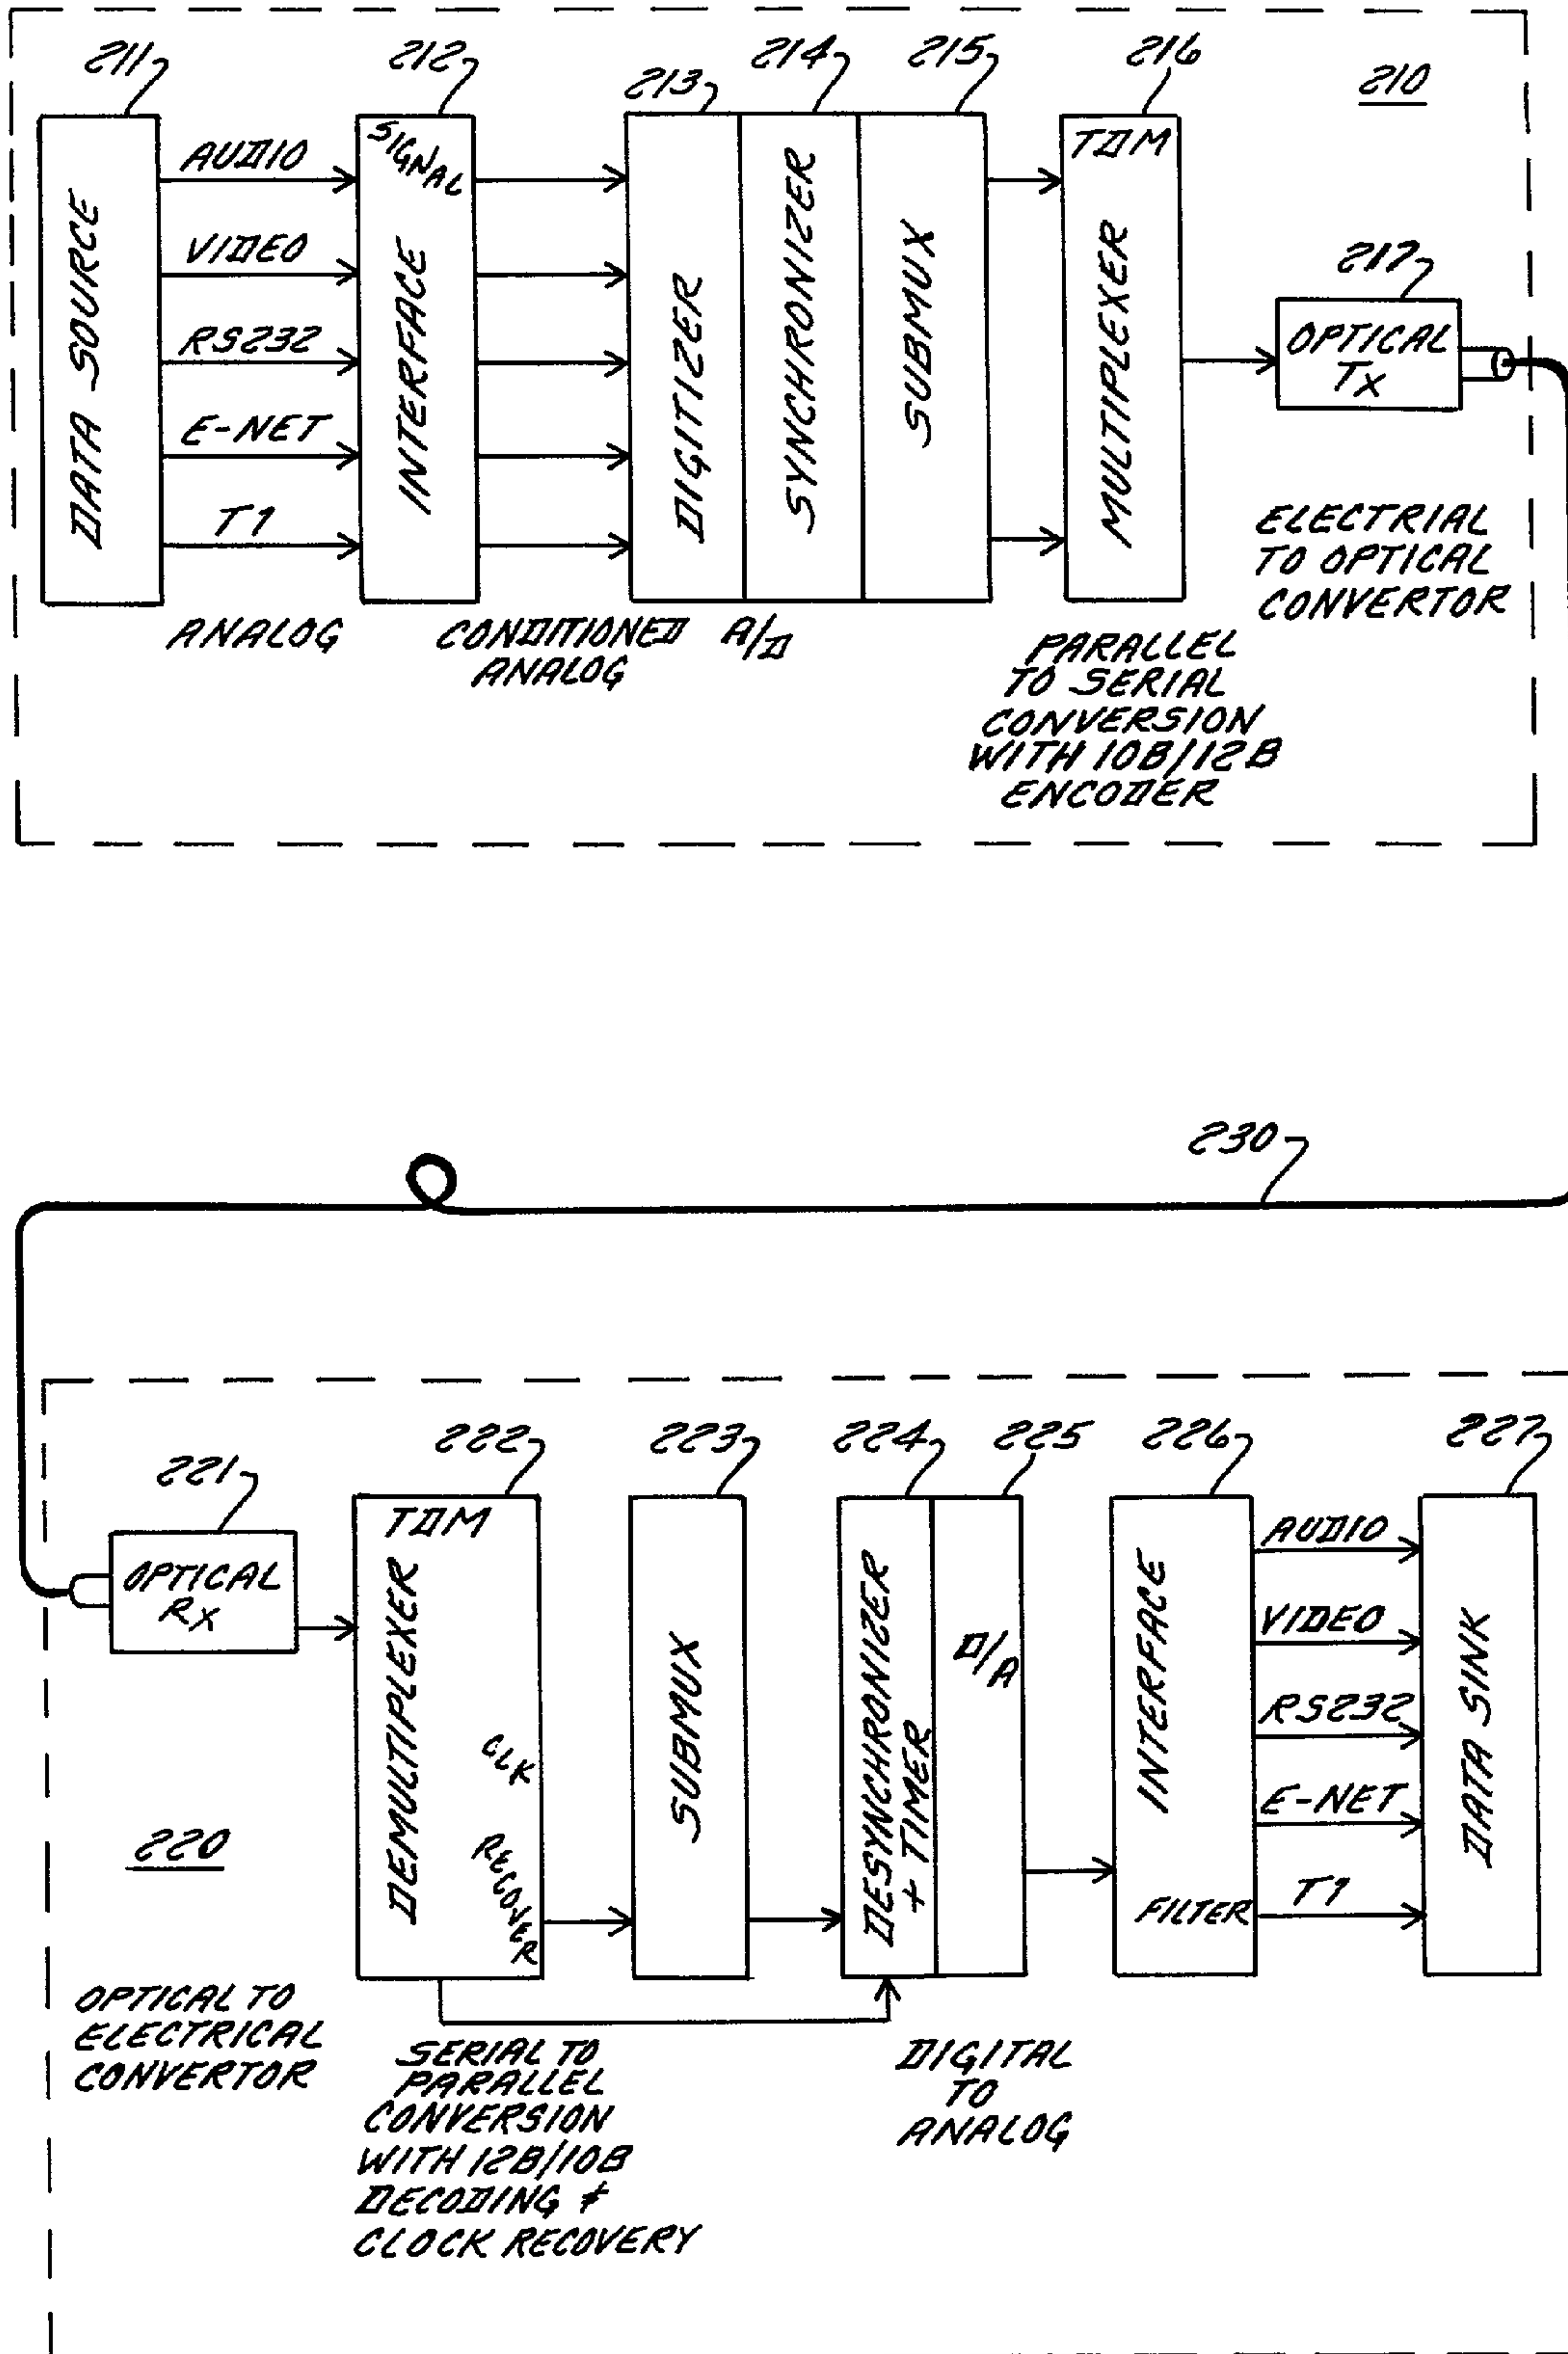 211
212
213
214
215
216
210
DATA SOURCE
AUDIO
VIDEO
RS232
E-NET
T1
SIGNAL
INTERFACE
DIGITIZER
SYNCHRONIZER
SUBMUX
TDM
MULTIPLEXER
217
OPTICAL
TX
ANALOG
CONDITIONED
ANALOG
A/D
PARALLEL
TO SERIAL
CONVERSION
WITH 10B/12B
ENCODER
ELECTRIAL
TO OPTICAL
CONVERTOR
230
221
222
223
224
225
226
227
220
OPTICAL
RX
TDM
DEMULTIPLEXER
CLK
RECOVER
SUBMUX
DESYNCHRONIZER
+ TIMER
D/A
INTERFACE
FILTER
AUDIO
VIDEO
RS232
E-NET
T1
DATA SINK
OPTICAL TO
ELECTRICAL
CONVERTOR
SERIAL TO
PARALLEL
CONVERSION
WITH 12B/10B
DECODING +
CLOCK RECOVERY
DIGITAL
TO
ANALOG